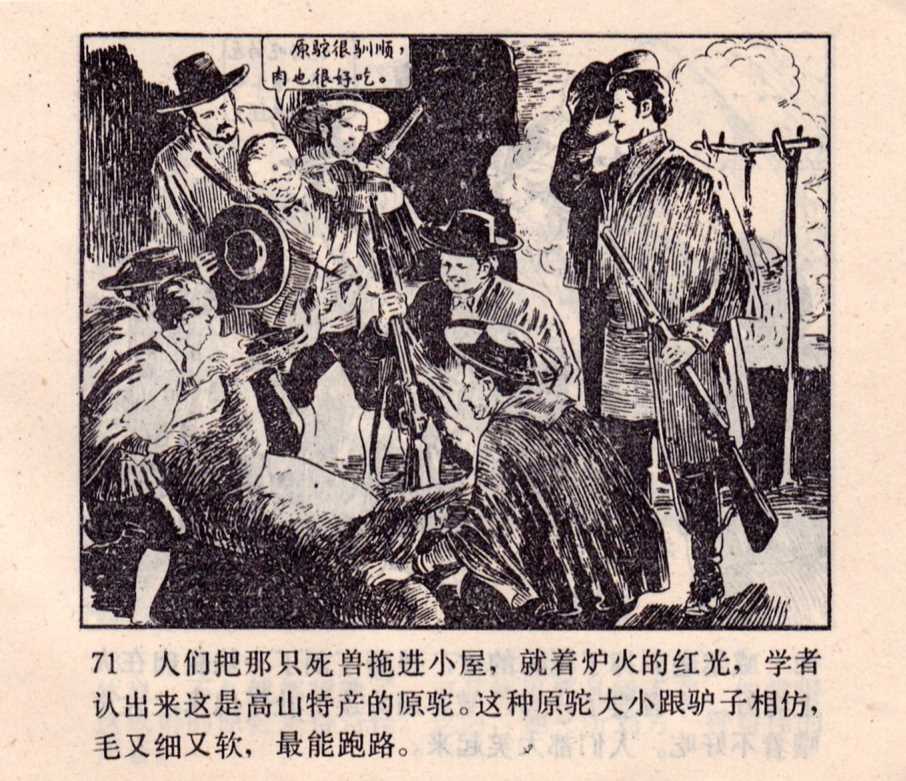 原驼很驯顺，
肉也很好吃。
71 人们把那只死兽拖进小屋，就着炉火的红光，学者
认出来这是高山特产的原驼。这种原驼大小跟驴子相仿，
毛又细又软，最能跑路。